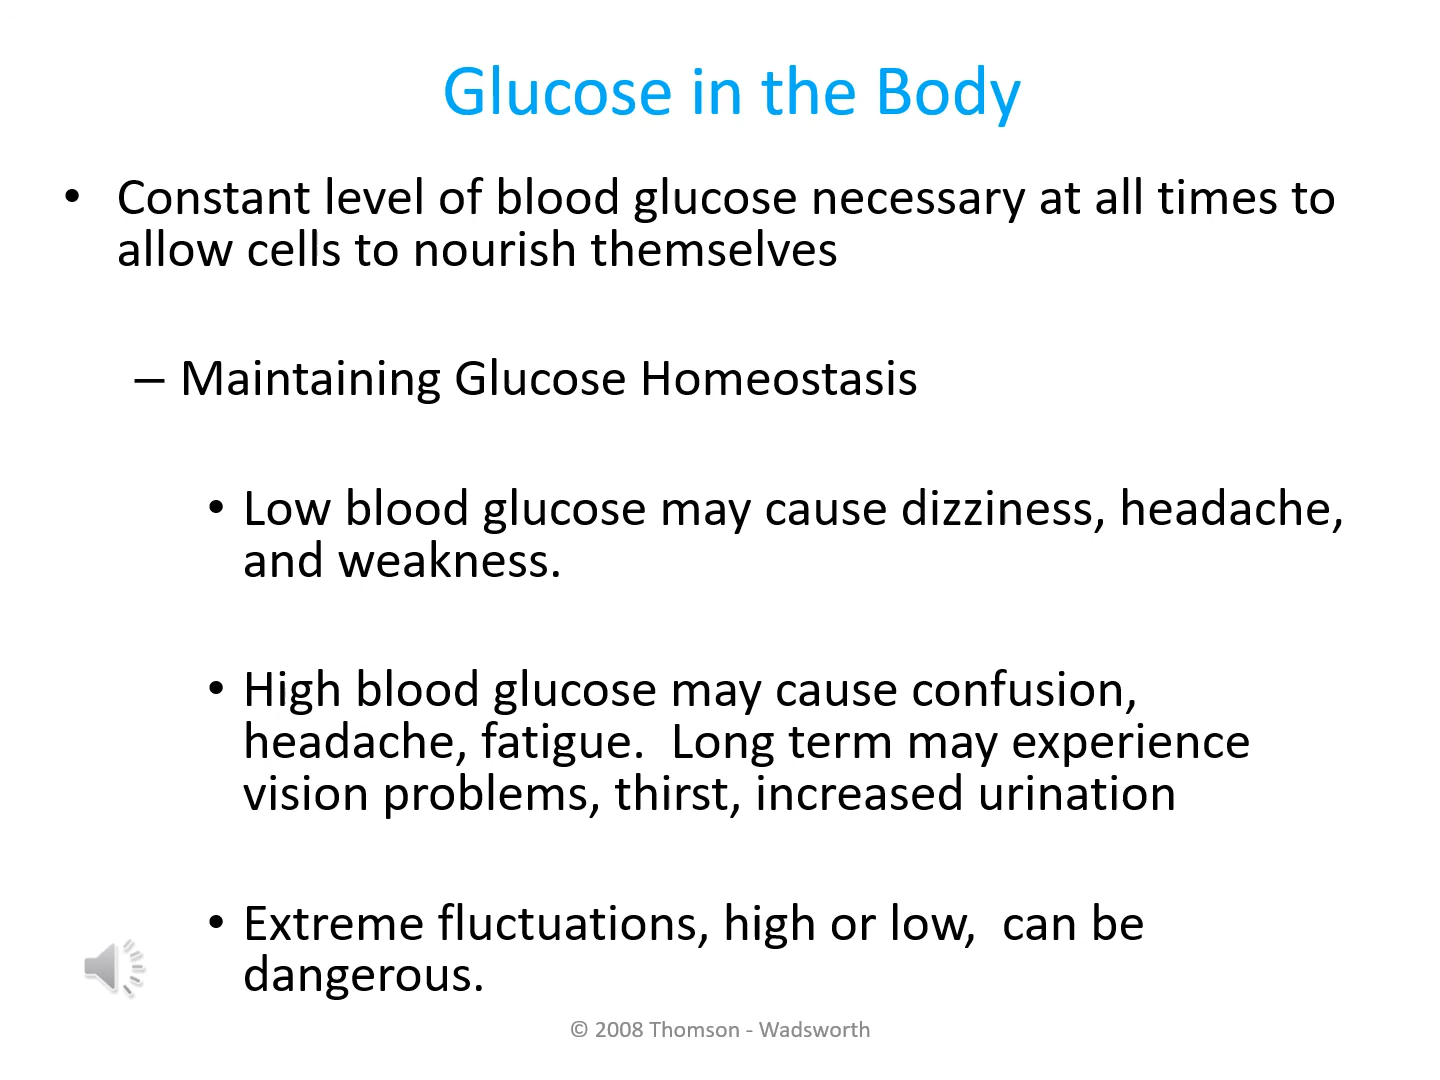 Glucose in the Body
• Constant level of blood glucose necessary at all times to
allow cells to nourish themselves
– Maintaining Glucose Homeostasis
• Low blood glucose may cause dizziness, headache,
and weakness.
• High blood glucose may cause confusion,
headache, fatigue.  Long term may experience
vision problems, thirst, increased urination
• Extreme fluctuations, high or low,  can be
dangerous.
© 2008 Thomson - Wadsworth